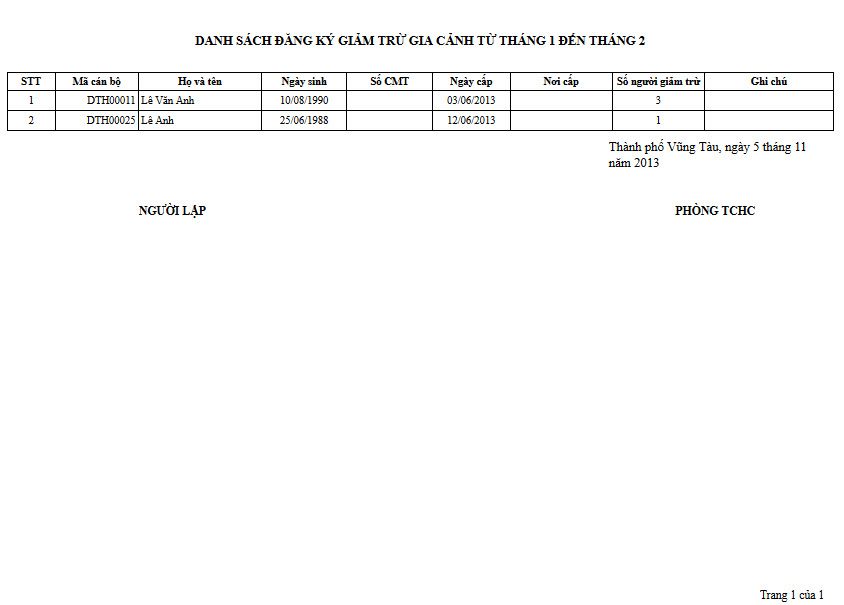 DANH SÁCH ĐĂNG KÝ GIẢM TRỪ GIA CẢNH TỪ THÁNG 1 ĐẾN THÁNG 2
STT Mã cán bộ Họ và tên Ngày sinh Số CMT Ngày cấp Nơi cấp Số người giảm trừ Ghi chú
1 DTH00011 Lê Văn Anh 10/08/1990 03/06/2013 3
2 DTH00025 Lê Anh 25/06/1988 12/06/2013 1
Thành phố Vũng Tàu, ngày 5 tháng 11
năm 2013
NGƯỜI LẬP PHÒNG TCHC
Trang 1 của 1